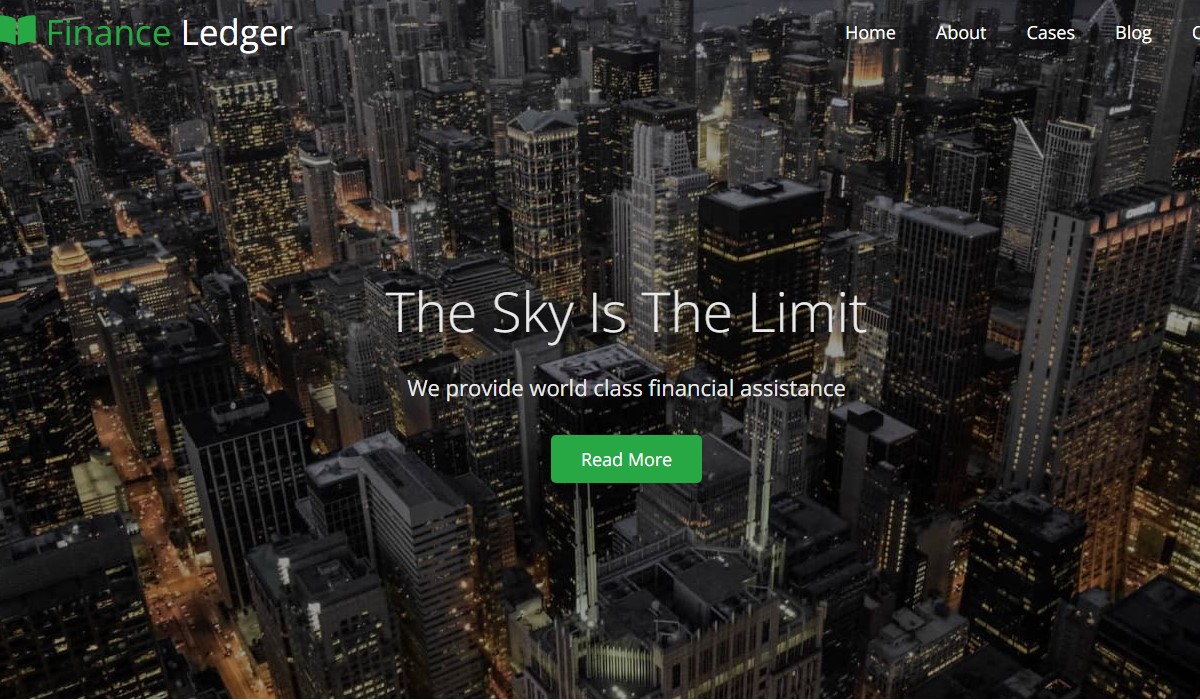 Finance Ledger
Home About Cases Blog
The Sky Is The Limit
We provide world class financial assistance
Read More